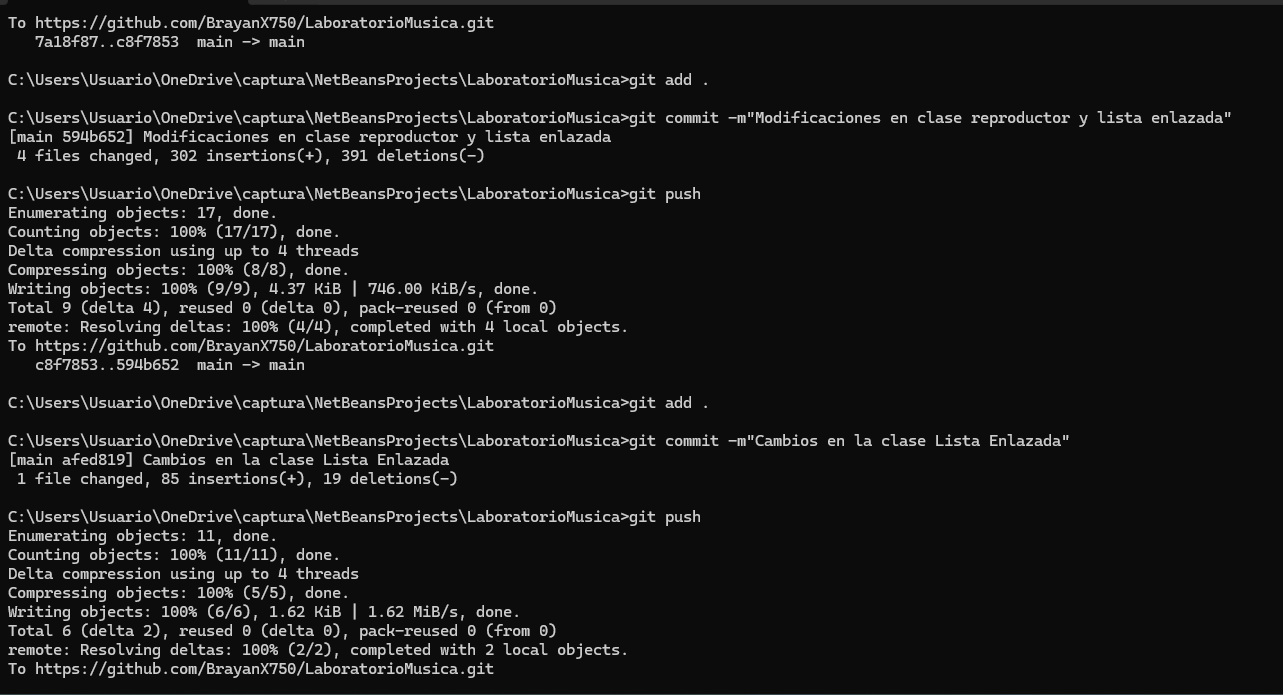 To https://github.com/BrayanX750/LaboratorioMusica.git
   7a18f87..c8f7853  main -> main
C:\Users\Usuario\OneDrive\captura\NetBeansProjects\LaboratorioMusica>git add .
C:\Users\Usuario\OneDrive\captura\NetBeansProjects\LaboratorioMusica>git commit -m"Modificaciones en clase reproductor y lista enlazada"
[main 594b652] Modificaciones en clase reproductor y lista enlazada
 4 files changed, 302 insertions(+), 391 deletions(-)
C:\Users\Usuario\OneDrive\captura\NetBeansProjects\LaboratorioMusica>git push
Enumerating objects: 17, done.
Counting objects: 100% (17/17), done.
Delta compression using up to 4 threads
Compressing objects: 100% (8/8), done.
Writing objects: 100% (9/9), 4.37 KiB | 746.00 KiB/s, done.
Total 9 (delta 4), reused 0 (delta 0), pack-reused 0 (from 0)
remote: Resolving deltas: 100% (4/4), completed with 4 local objects.
To https://github.com/BrayanX750/LaboratorioMusica.git
   c8f7853..594b652  main -> main
C:\Users\Usuario\OneDrive\captura\NetBeansProjects\LaboratorioMusica>git add .
C:\Users\Usuario\OneDrive\captura\NetBeansProjects\LaboratorioMusica>git commit -m"Cambios en la clase Lista Enlazada"
[main afed819] Cambios en la clase Lista Enlazada
 1 file changed, 85 insertions(+), 19 deletions(-)
C:\Users\Usuario\OneDrive\captura\NetBeansProjects\LaboratorioMusica>git push
Enumerating objects: 11, done.
Counting objects: 100% (11/11), done.
Delta compression using up to 4 threads
Compressing objects: 100% (5/5), done.
Writing objects: 100% (6/6), 1.62 KiB | 1.62 MiB/s, done.
Total 6 (delta 2), reused 0 (delta 0), pack-reused 0 (from 0)
remote: Resolving deltas: 100% (2/2), completed with 2 local objects.
To https://github.com/BrayanX750/LaboratorioMusica.git